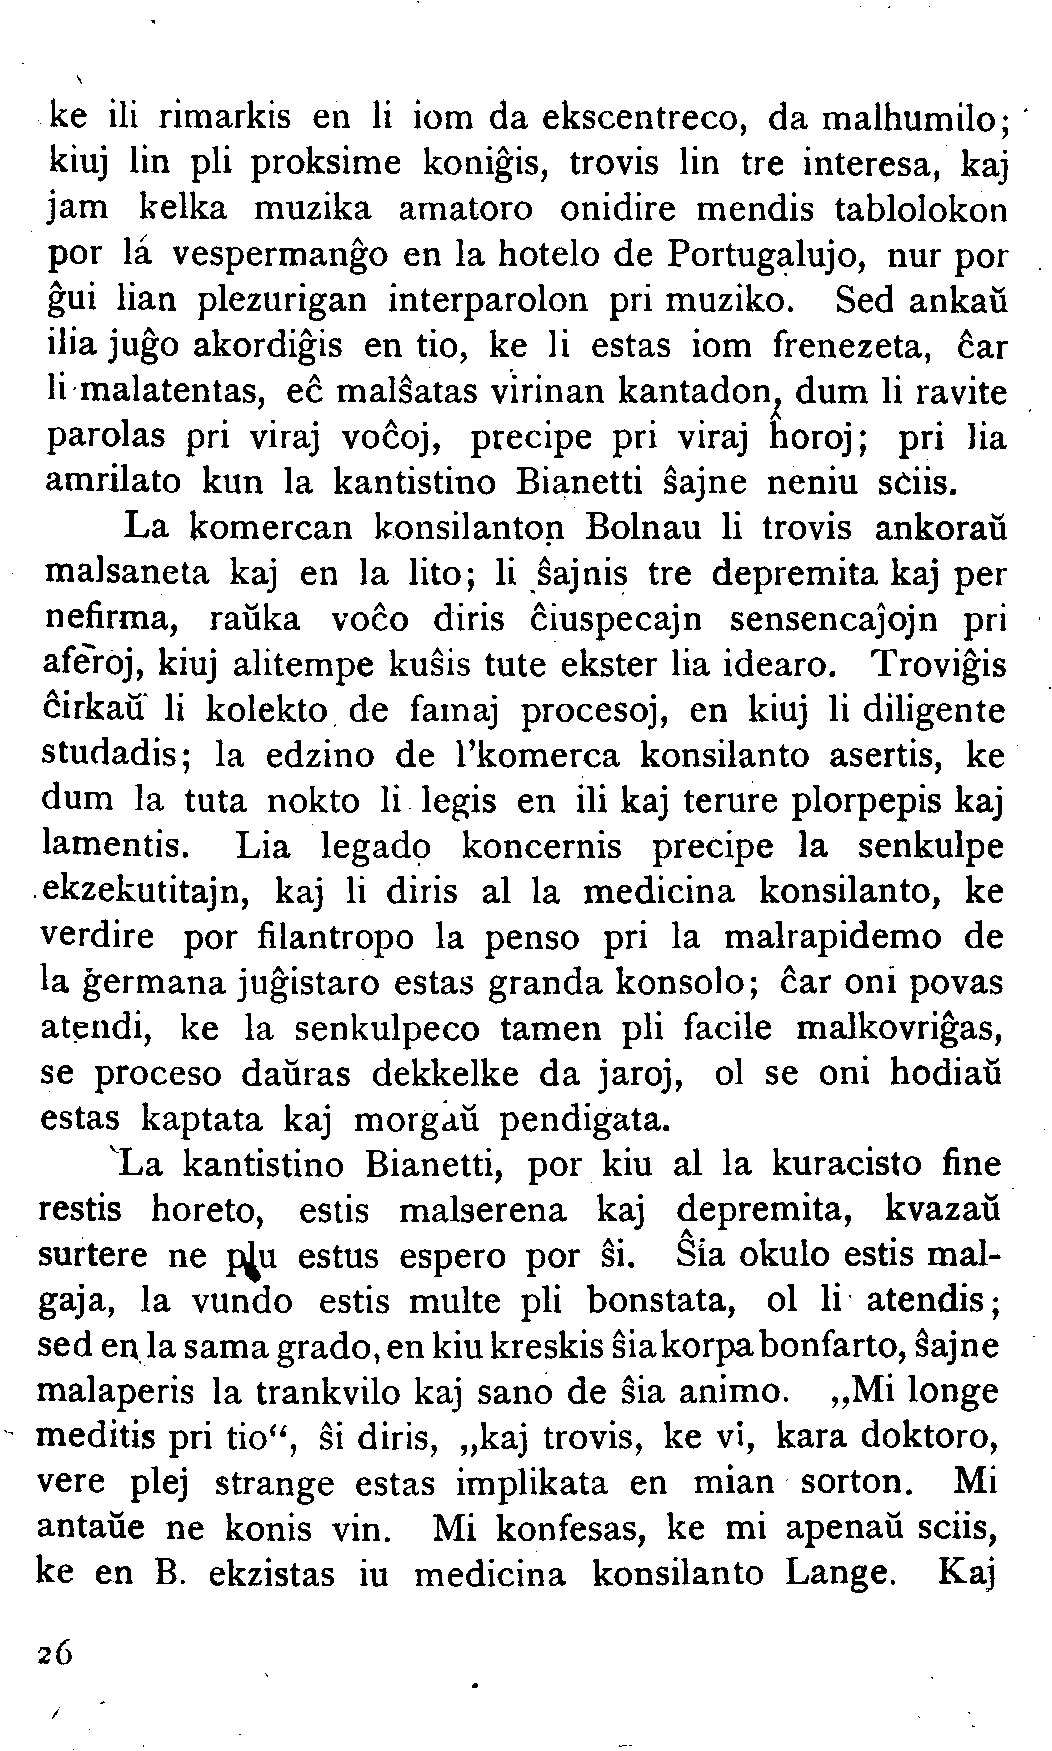 ke ili rimarkis en li iom da ekscentreco, da malhumilo;
kiuj lin pli proksime koniĝis, trovis lin tre interesa, kaj
jam kelka muzika amatoro onidire mendis tablolokon
por la vespermanĝo en la hotelo de Portugalujo, nur por
ĝui lian plezurigan interparolon pri muziko. Sed ankaŭ
ilia juĝo akordiĝis en tio, ke li estas iom frenezeta, ĉar
li malatentas, eĉ malŝatas virinan kantadon, dum li ravite
parolas pri viraj voĉoj, precipe pri viraj ĥoroj; pri lia
amrilato kun la kantistino Bianetti ŝajne neniu sciis.
La komercan konsilanton Bolnau li trovis ankoraŭ
malsaneta kaj en la lito; li ŝajnis tre depremita kaj per
nefirma, raŭka voĉo diris ĉiuspecajn sensencaĵojn pri
aferoj, kiuj alitempe kuŝis tute ekster lia idearo. Troviĝis
ĉirkaŭ li kolekto de famaj procesoj, en kiuj li diligente
studadis; la edzino de l'komerca konsilanto asertis, ke
dum la tuta nokto li legis en ili kaj terure plorpepis kaj
lamentis. Lia legado koncernis precipe la senkulpe
ekzekutitajn, kaj li diris al la medicina konsilanto, ke
verdire por filantropo la penso pri la malrapidemo de
la ĝermana juĝistaro estas granda konsolo; ĉar oni povas
atendi, ke la senkulpeco tamen pli facile malkovriĝas,
se proceso daŭras dekkelke da jaroj, ol se oni hodiaŭ
estas kaptata kaj morgaŭ pendigata.
La kantistino Bianetti, por kiu al la kuracisto fine
restis horeto, estis malserena kaj depremita, kvazaŭ
surtere ne plu estus espero por ŝi. Ŝia okulo estis mal-
gaja, la vundo estis multe pli bonstata, ol li atendis;
sed en la sama grado, en kiu kreskis ŝia korpa bonfarto, ŝajne
malaperis la trankvilo kaj sano de ŝia animo. „Mi longe
meditis pri tio“, ŝi diris, „kaj trovis, ke vi, kara doktoro,
vere plej strange estas implikata en mian sorton. Mi
antaŭe ne konis vin. Mi konfesas, ke mi apenaŭ sciis,
ke en B. ekzistas iu medicina konsilanto Lange. Kaj
26